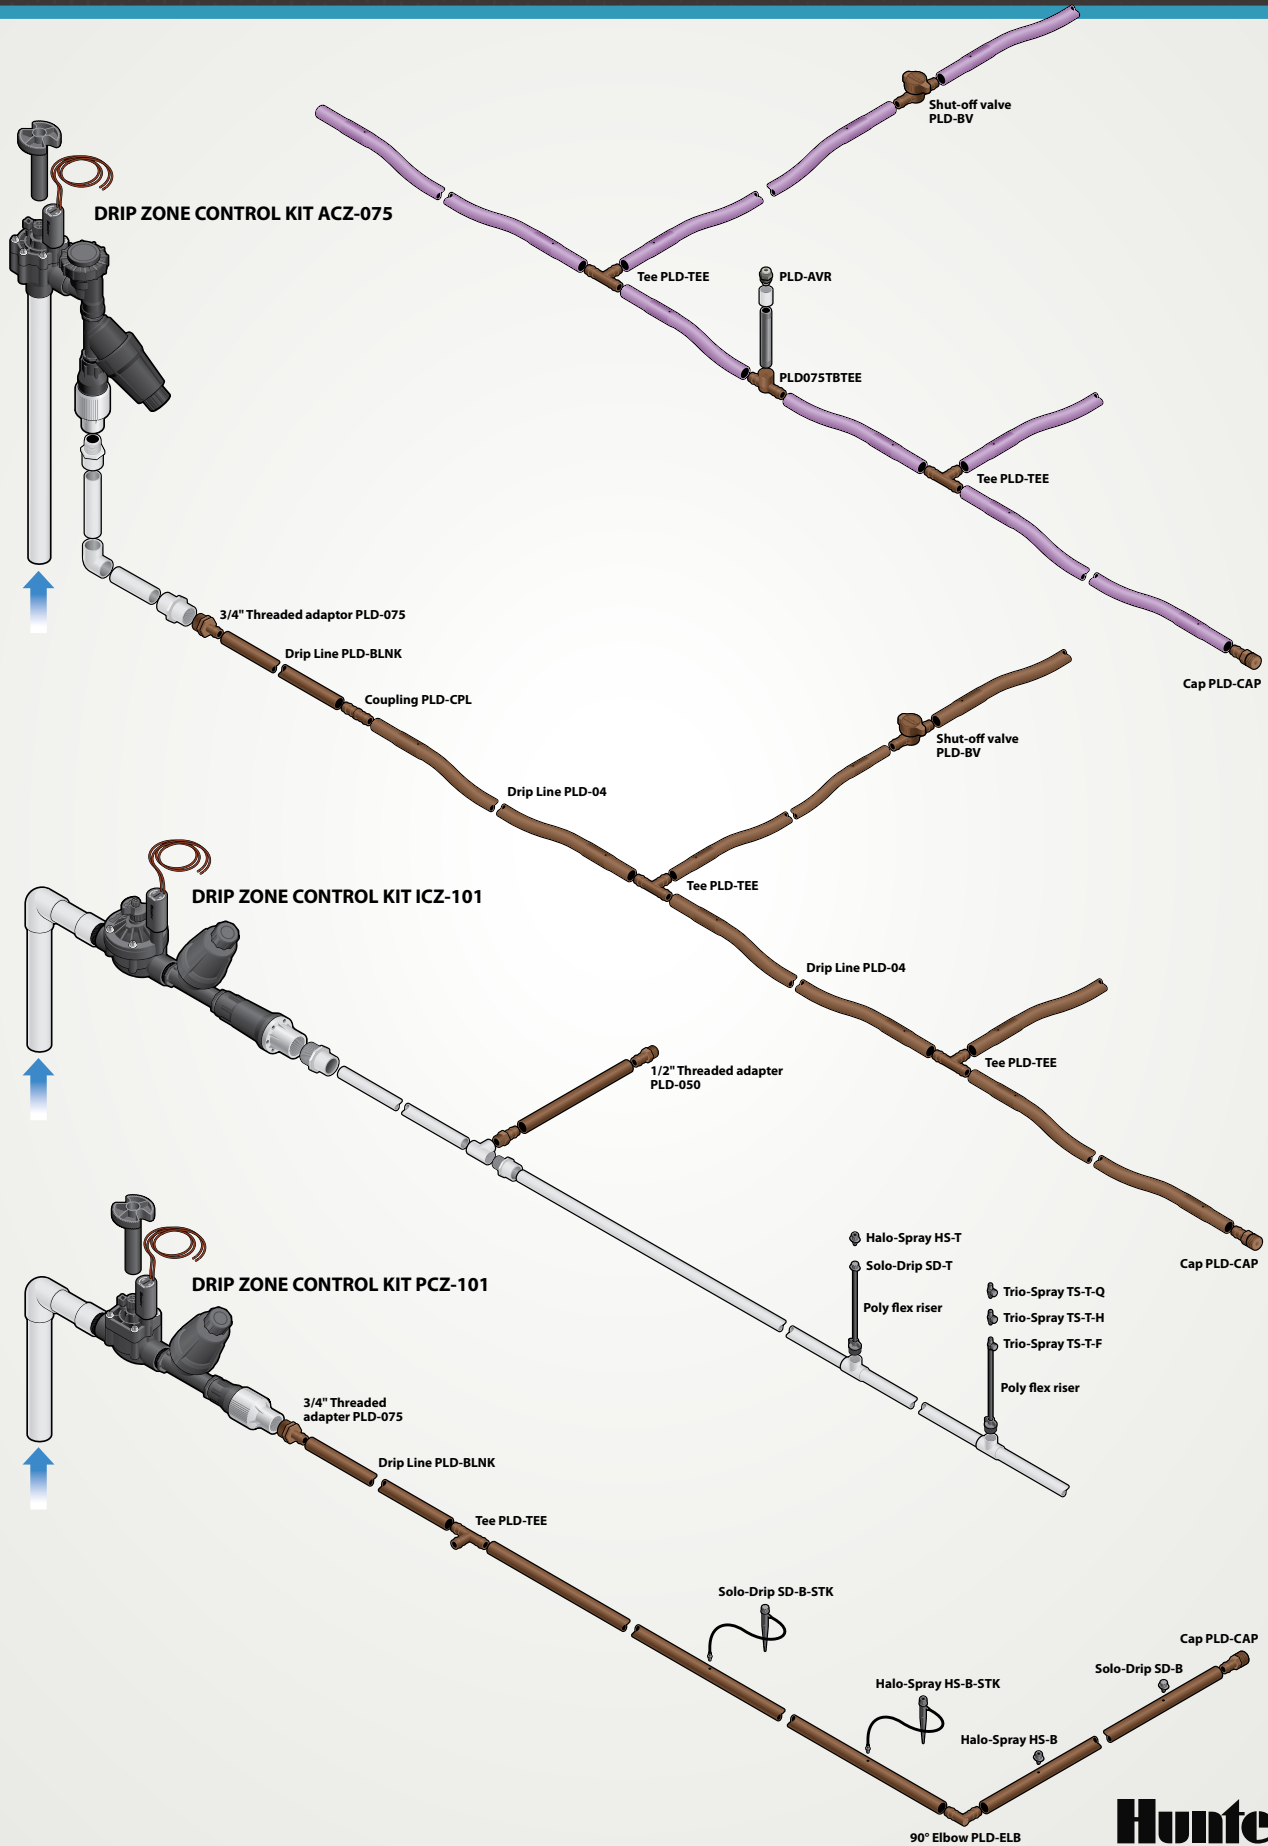 Shut-off valve
PLD-BV
DRIP ZONE CONTROL KIT ACZ-075
Tee PLD-TEE
PLD-AVR
PLD075TBTEE
Tee PLD-TEE
3/4" Threaded adaptor PLD-075
Drip Line PLD-BLNK
Cap PLD-CAP
Coupling PLD-CPL
Shut-off valve
PLD-BV
Drip Line PLD-04
Tee PLD-TEE
DRIP ZONE CONTROL KIT ICZ-101
Drip Line PLD-04
Tee PLD-TEE
1/2" Threaded adapter
PLD-050
Halo-Spray HS-T
Solo-Drip SD-T
Cap PLD-CAP
DRIP ZONE CONTROL KIT PCZ-101
Trio-Spray TS-T-Q
Poly flex riser
Trio-Spray TS-T-H
Trio-Spray TS-T-F
Poly flex riser
3/4" Threaded
adapter PLD-075
Drip Line PLD-BLNK
Tee PLD-TEE
Solo-Drip SD-B-STK
Cap PLD-CAP
Solo-Drip SD-B
Halo-Spray HS-B-STK
Halo-Spray HS-B
90° Elbow PLD-ELB